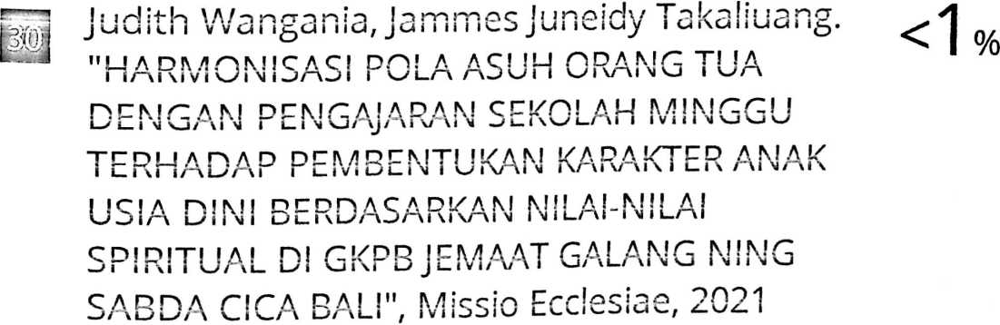 30
Judith Wangania, Jammes Juneidy Takaliuang.
"HARMONISASI POLA ASUH ORANG TUA
DENGAN PENGAJARAN SEKOLAH MINGGU
TERHADAP PEMBENTUKAN KARAKTER ANAK
USIA DINI BERDASARKAN NILAI-NILAI
SPIRITUAL DI GKPB JEMAAT GALANG NING
SABDA CICA BALI", Missio Ecclesiae, 2021
<1 %